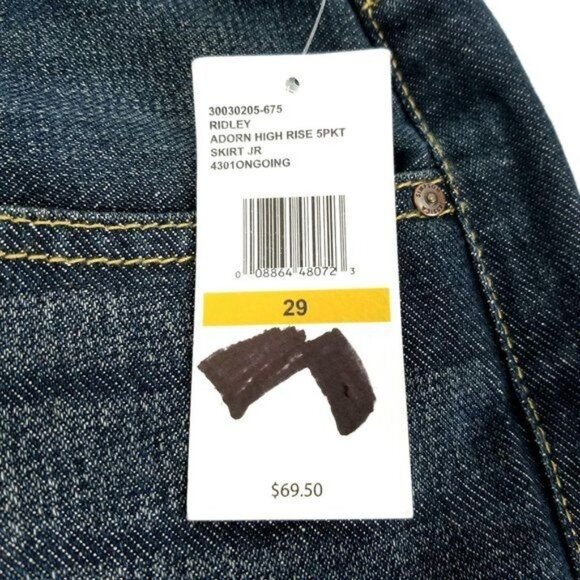 30030205-675
RIDLEY
ADORN HIGH RISE 5PKT
SKIRT JR
4301ONGOING
0 08864 48072 3
29
$69.50